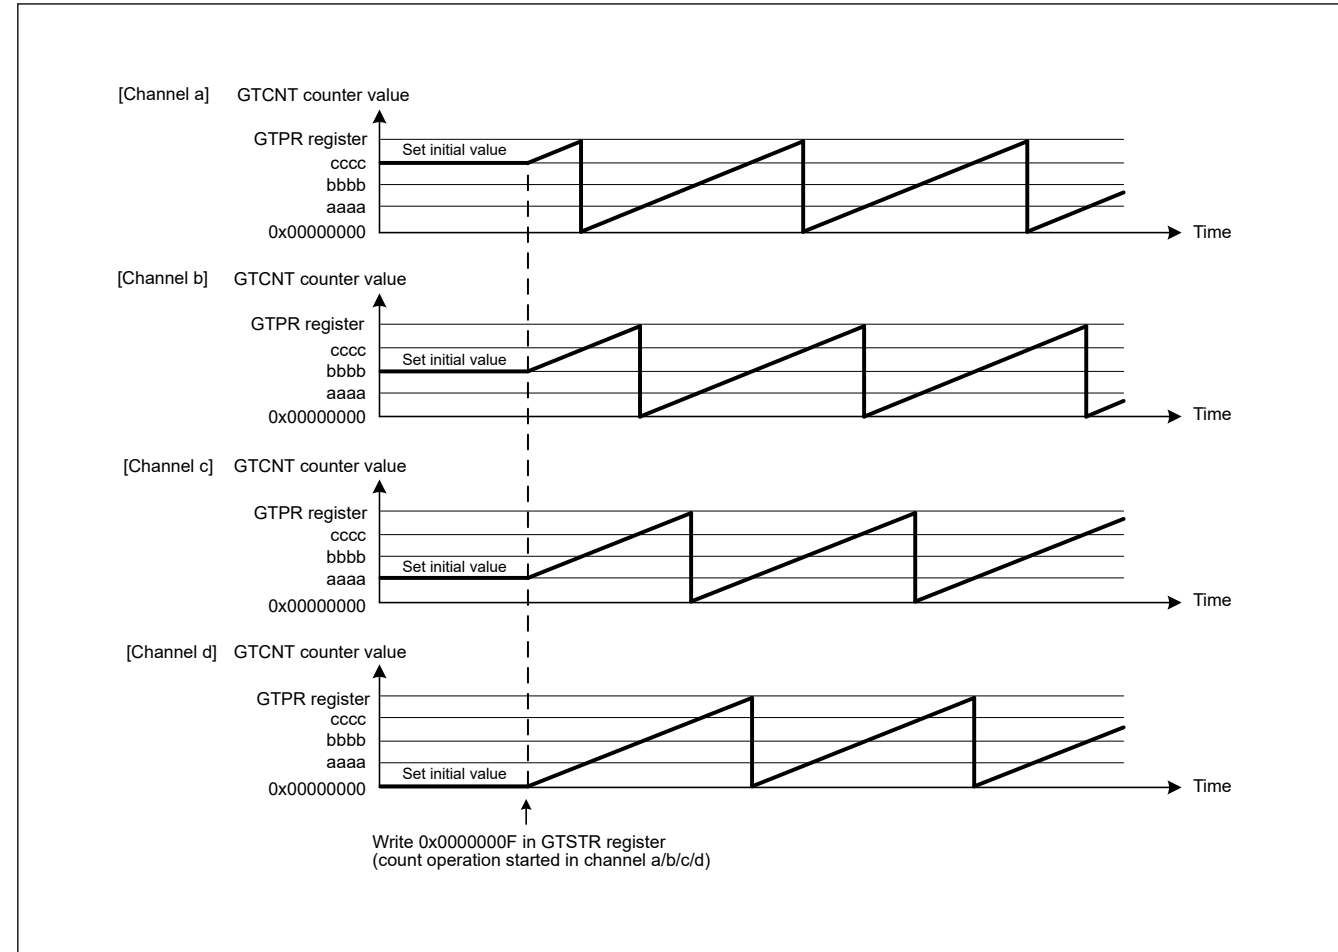 [Channel a] GTCNT counter value
GTPR register
Set initial value
cccc
bbbb
aaaa
0x00000000
Time
[Channel b] GTCNT counter value
GTPR register
cccc
Set initial value
bbbb
aaaa
0x00000000
Time
[Channel c] GTCNT counter value
GTPR register
cccc
bbbb
Set initial value
aaaa
0x00000000
Time
[Channel d] GTCNT counter value
GTPR register
cccc
bbbb
aaaa
Set initial value
0x00000000
Time
Write 0x0000000F in GTSTR register
(count operation started in channel a/b/c/d)